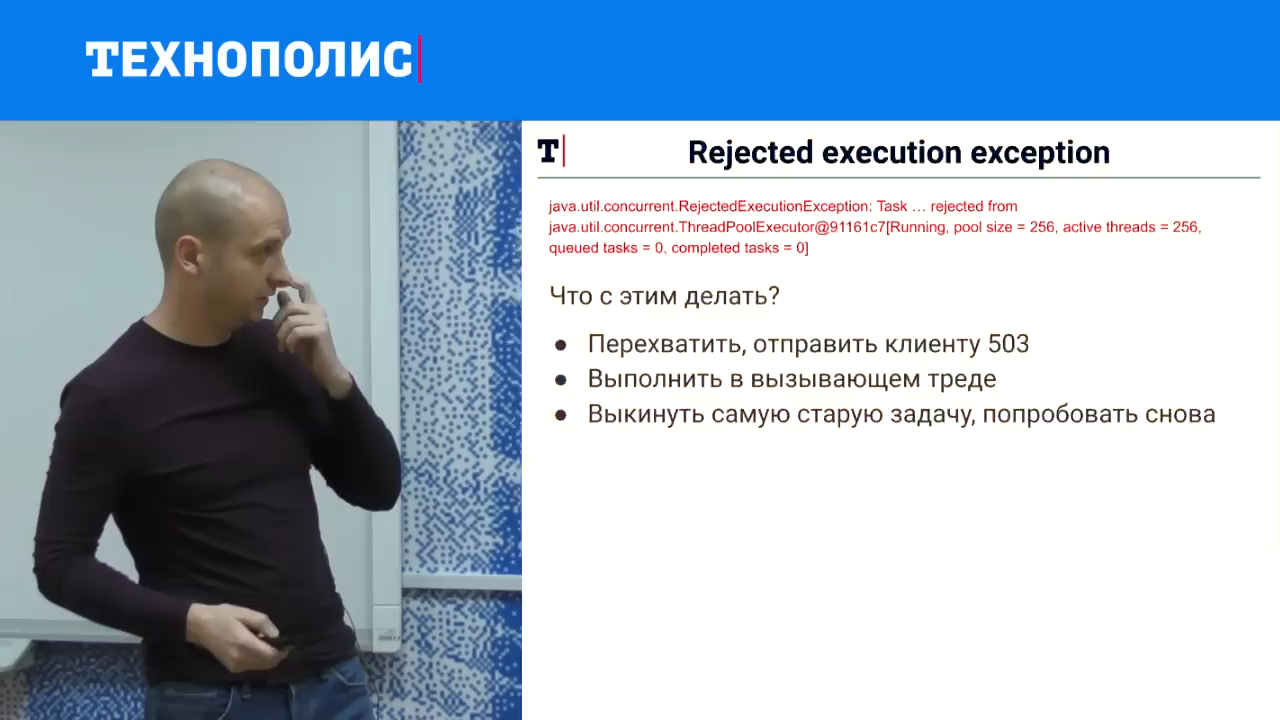 ТЕХНОПОЛИС
T
Rejected execution exception
java.util.concurrent.RejectedExecutionException: Task … rejected from
java.util.concurrent.ThreadPoolExecutor@91161c7[Running, pool size = 256, active threads = 256,
queued tasks = 0, completed tasks = 0]
Что с этим делать?
● Перехватить, отправить клиенту 503
● Выполнить в вызывающем треде
● Выкинуть самую старую задачу, попробовать снова